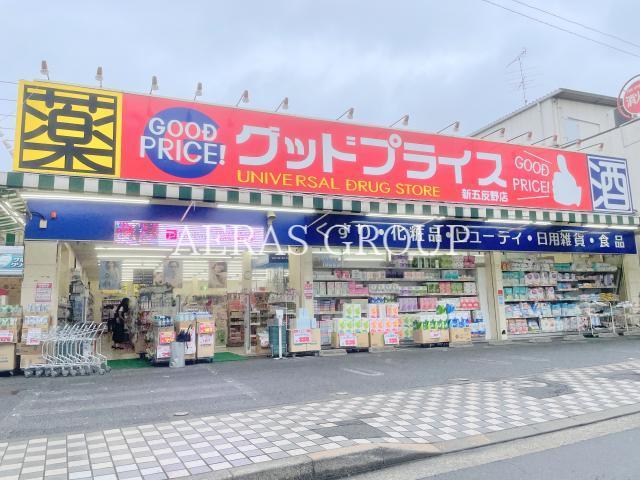 薬
GOOD
PRICE!
グッドプライス
UNIVERSAL DRUG STORE
新五反野店
GOOD
PRICE!
酒
・化粧品・ビューティ・日用雑貨・食品
AERAS GROUP